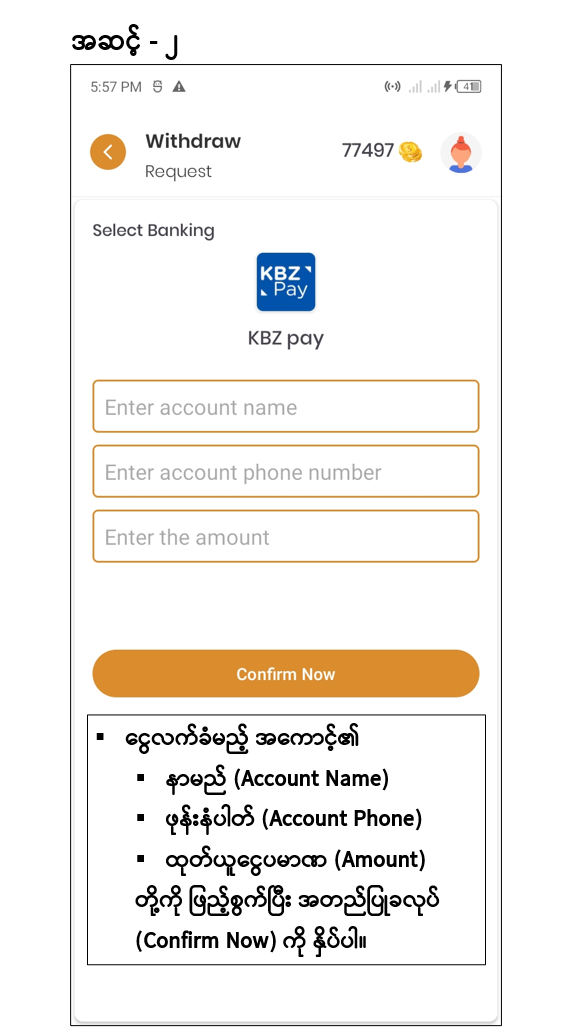 အဆင့် - ၂
5:57 PM
41
Withdraw
77497
Request
Select Banking
KBZ
Pay
KBZ pay
Enter account name
Enter account phone number
Enter the amount
Confirm Now
▪ ငွေလက်ခံမည့် အကောင့်၏
▪ နာမည် (Account Name)
▪ ဖုန်းနံပါတ် (Account Phone)
▪ ထုတ်ယူငွေပမာဏ (Amount)
တို့ကို ဖြည့်စွက်ပြီး အတည်ပြုခလုပ်
(Confirm Now) ကို နှိပ်ပါ။